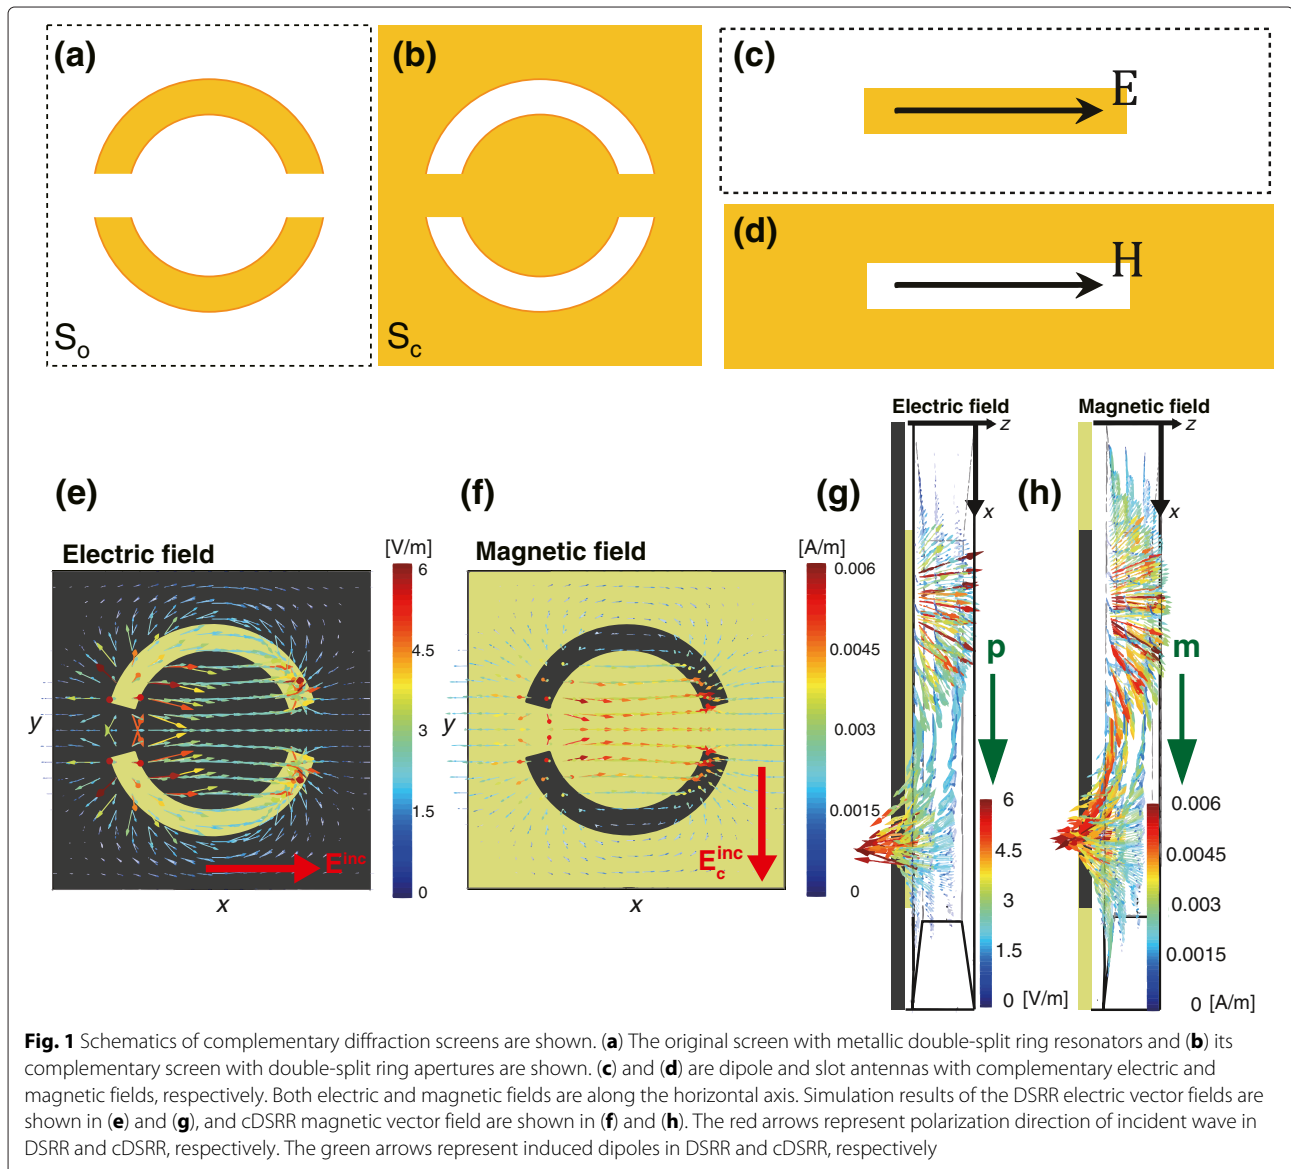 (a)
S_o
(b)
S_c
(c)
E
(d)
H
(e)
Electric field
[V/m]
6
4.5
3
1.5
0
y
x
E^inc
(f)
Magnetic field
[A/m]
0.006
0.0045
0.003
0.0015
0
y
x
E_c^inc
(g)
Electric field
z
x
p
6
4.5
3
1.5
0 [V/m]
(h)
Magnetic field
z
x
m
0.006
0.0045
0.003
0.0015
0 [A/m]
Fig. 1 Schematics of complementary diffraction screens are shown. (a) The original screen with metallic double-split ring resonators and (b) its
complementary screen with double-split ring apertures are shown. (c) and (d) are dipole and slot antennas with complementary electric and
magnetic fields, respectively. Both electric and magnetic fields are along the horizontal axis. Simulation results of the DSRR electric vector fields are
shown in (e) and (g), and cDSRR magnetic vector field are shown in (f) and (h). The red arrows represent polarization direction of incident wave in
DSRR and cDSRR, respectively. The green arrows represent induced dipoles in DSRR and cDSRR, respectively